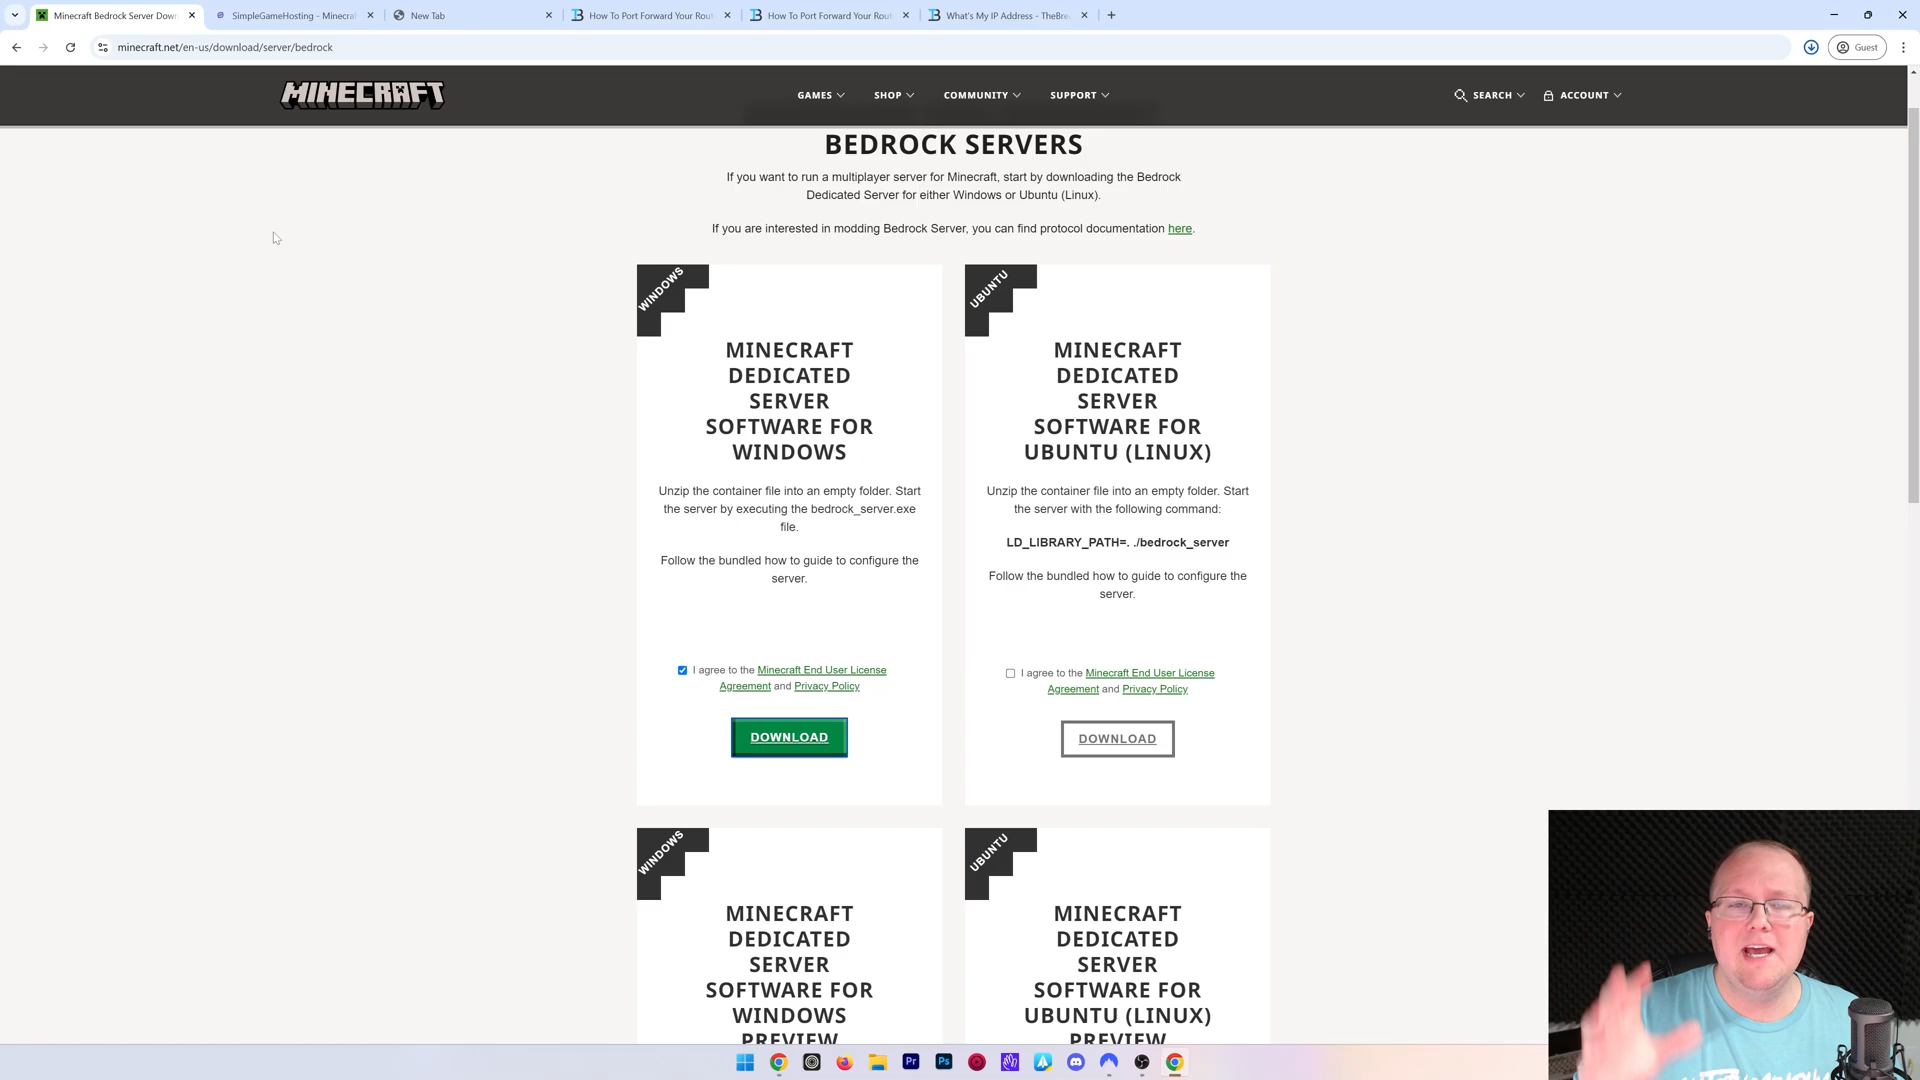 Minecraft Bedrock Server Down
SimpleGameHosting - Minecraf
New Tab
How To Port Forward Your Rout
How To Port Forward Your Rout
What's My IP Address - TheBre
minecraft.net/en-us/download/server/bedrock
Guest
MINECRAFT
GAMES
SHOP
COMMUNITY
SUPPORT
SEARCH
ACCOUNT
BEDROCK SERVERS
If you want to run a multiplayer server for Minecraft, start by downloading the Bedrock
Dedicated Server for either Windows or Ubuntu (Linux).
If you are interested in modding Bedrock Server, you can find protocol documentation here.
WINDOWS
MINECRAFT
DEDICATED
SERVER
SOFTWARE FOR
WINDOWS
Unzip the container file into an empty folder. Start
the server by executing the bedrock_server.exe
file.
Follow the bundled how to guide to configure the
server.
I agree to the Minecraft End User License
Agreement and Privacy Policy
DOWNLOAD
UBUNTU
MINECRAFT
DEDICATED
SERVER
SOFTWARE FOR
UBUNTU (LINUX)
Unzip the container file into an empty folder. Start
the server with the following command:
LD_LIBRARY_PATH=. ./bedrock_server
Follow the bundled how to guide to configure the
server.
I agree to the Minecraft End User License
Agreement and Privacy Policy
DOWNLOAD
WINDOWS
MINECRAFT
DEDICATED
SERVER
SOFTWARE FOR
WINDOWS
PREVIEW
UBUNTU
MINECRAFT
DEDICATED
SERVER
SOFTWARE FOR
UBUNTU (LINUX)
PREVIEW
Pr
Ps